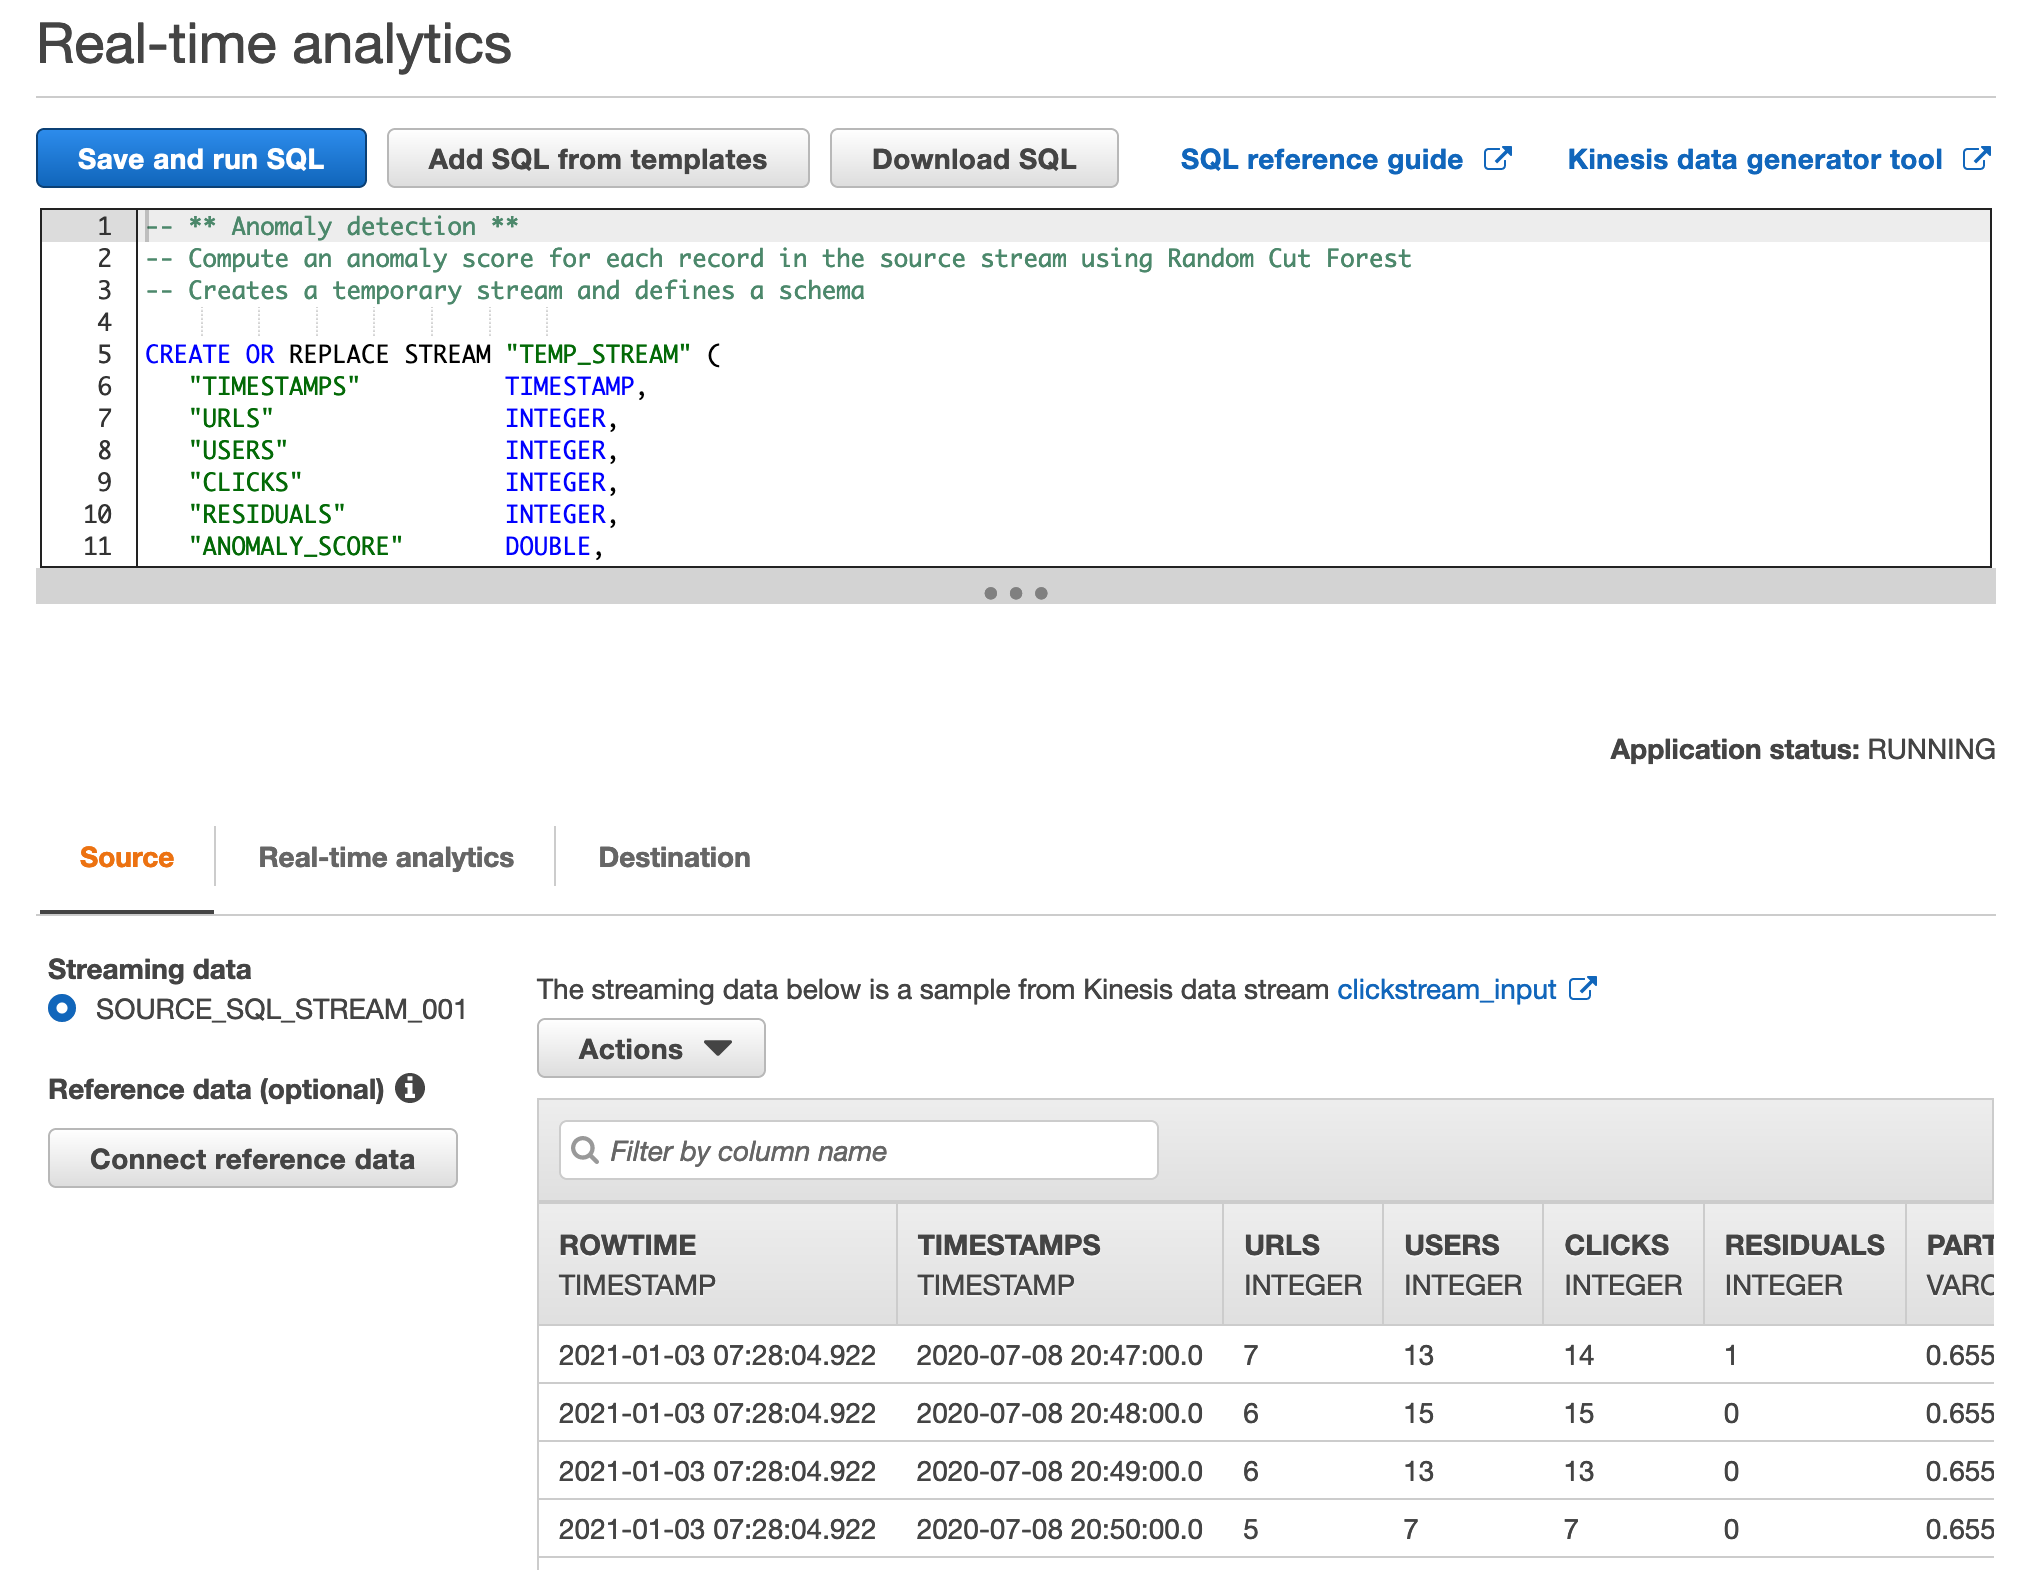 Real-time analytics
Save and run SQL Add SQL from templates Download SQL SQL reference guide Kinesis data generator tool
1 -- ** Anomaly detection **
2 -- Compute an anomaly score for each record in the source stream using Random Cut Forest
3 -- Creates a temporary stream and defines a schema
4
5 CREATE OR REPLACE STREAM "TEMP_STREAM" (
6 "TIMESTAMPS" TIMESTAMP,
7 "URLS" INTEGER,
8 "USERS" INTEGER,
9 "CLICKS" INTEGER,
10 "RESIDUALS" INTEGER,
11 "ANOMALY_SCORE" DOUBLE,
Application status: RUNNING
Source Real-time analytics Destination
Streaming data
SOURCE_SQL_STREAM_001
Reference data (optional)
Connect reference data
The streaming data below is a sample from Kinesis data stream clickstream_input
Actions
Filter by column name
ROWTIME TIMESTAMPS URLS USERS CLICKS RESIDUALS PART
TIMESTAMP TIMESTAMP INTEGER INTEGER INTEGER INTEGER VARC
2021-01-03 07:28:04.922 2020-07-08 20:47:00.0 7 13 14 1 0.655
2021-01-03 07:28:04.922 2020-07-08 20:48:00.0 6 15 15 0 0.655
2021-01-03 07:28:04.922 2020-07-08 20:49:00.0 6 13 13 0 0.655
2021-01-03 07:28:04.922 2020-07-08 20:50:00.0 5 7 7 0 0.655